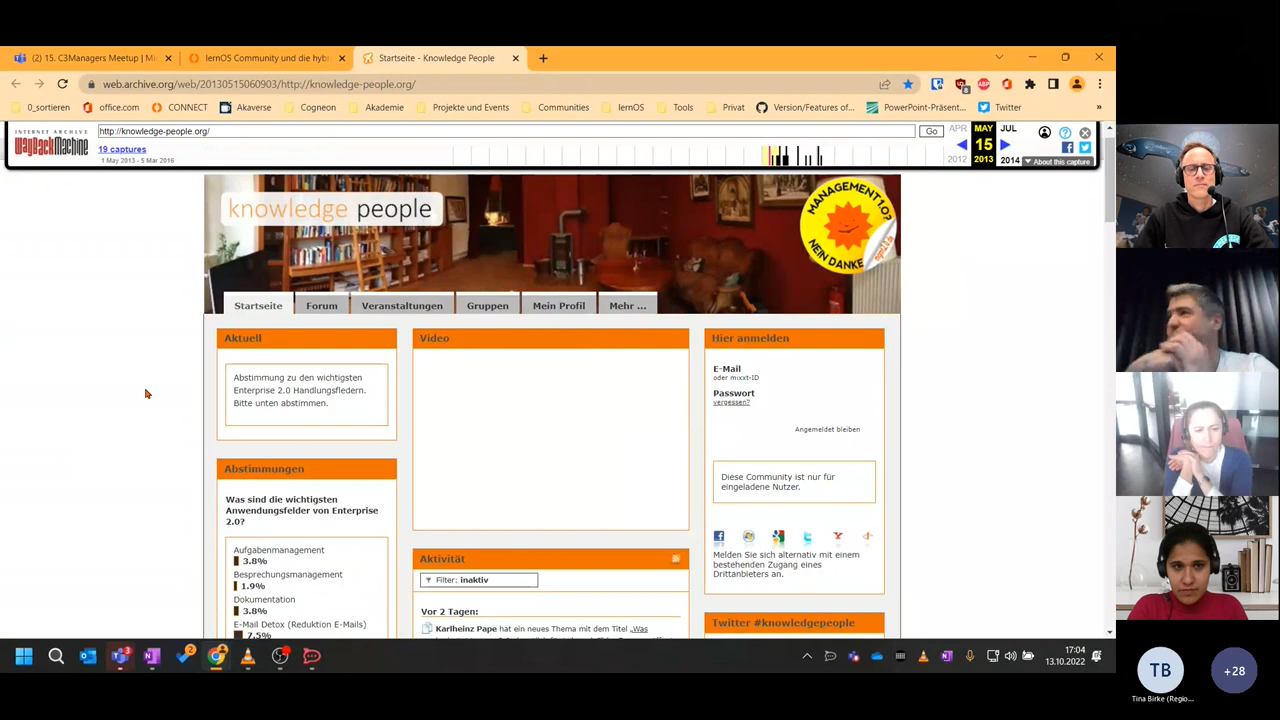 (2) 15. C3Managers Meetup | Mi
lernOS Community und die hyb
Startseite - Knowledge People
web.archive.org/web/20130515060903/http://knowledge-people.org/
0_sortieren
office.com
CONNECT
Akaverse
Cogneon
Akademie
Projekte und Events
Communities
lernOS
Tools
Privat
Version/Features of...
PowerPoint-Präsent...
Twitter
»
INTERNET ARCHIVE
WayBackMachine
http://knowledge-people.org/
Go
19 captures
1 May 2013 - 5 Mar 2016
APR
MAY
JUL
15
2012
2013
2014
About this capture
knowledge people
MANAGEMENT 1.0?
NEIN DANKE
Startseite
Forum
Veranstaltungen
Gruppen
Mein Profil
Mehr ...
Aktuell
Abstimmung zu den wichtigsten
Enterprise 2.0 Handlungsfledern.
Bitte unten abstimmen.
Abstimmungen
Was sind die wichtigsten
Anwendungsfelder von Enterprise
2.0?
Aufgabenmanagement
3.8%
Besprechungsmanagement
1.9%
Dokumentation
3.8%
E-Mail Detox (Reduktion E-Mails)
7.5%
Video
Aktivität
Filter: inaktiv
Vor 2 Tagen:
Karlheinz Pape hat ein neues Thema mit dem Titel „Was
Hier anmelden
E-Mail
oder mixxt-ID
Passwort
vergessen?
Angemeldet bleiben
Diese Community ist nur für
eingeladene Nutzer.
Melden Sie sich alternativ mit einem
bestehenden Zugang eines
Drittanbieters an.
Twitter #knowledgepeople
17:04
13.10.2022
TB
Tina Birke (Regio...
+28